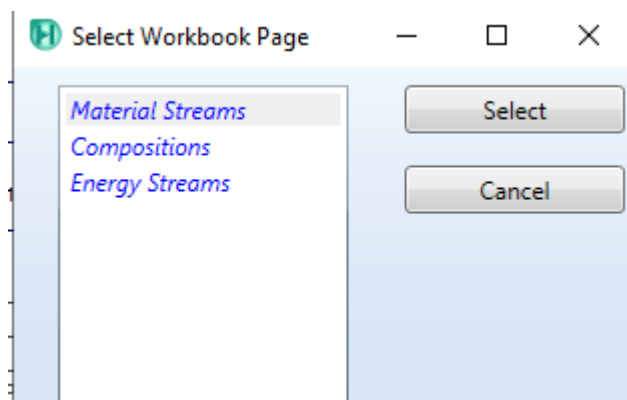 Select Workbook Page
Material Streams
Select
Compositions
Energy Streams
Cancel